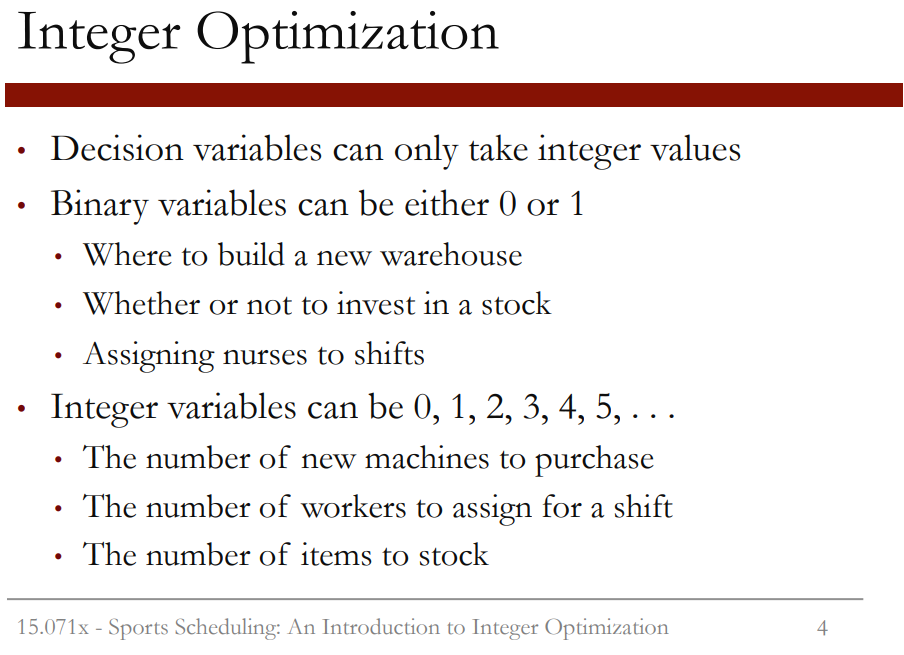 Integer Optimization
• Decision variables can only take integer values
• Binary variables can be either 0 or 1
• Where to build a new warehouse
• Whether or not to invest in a stock
• Assigning nurses to shifts
• Integer variables can be 0, 1, 2, 3, 4, 5, . . .
• The number of new machines to purchase
• The number of workers to assign for a shift
• The number of items to stock
15.071x - Sports Scheduling: An Introduction to Integer Optimization 4